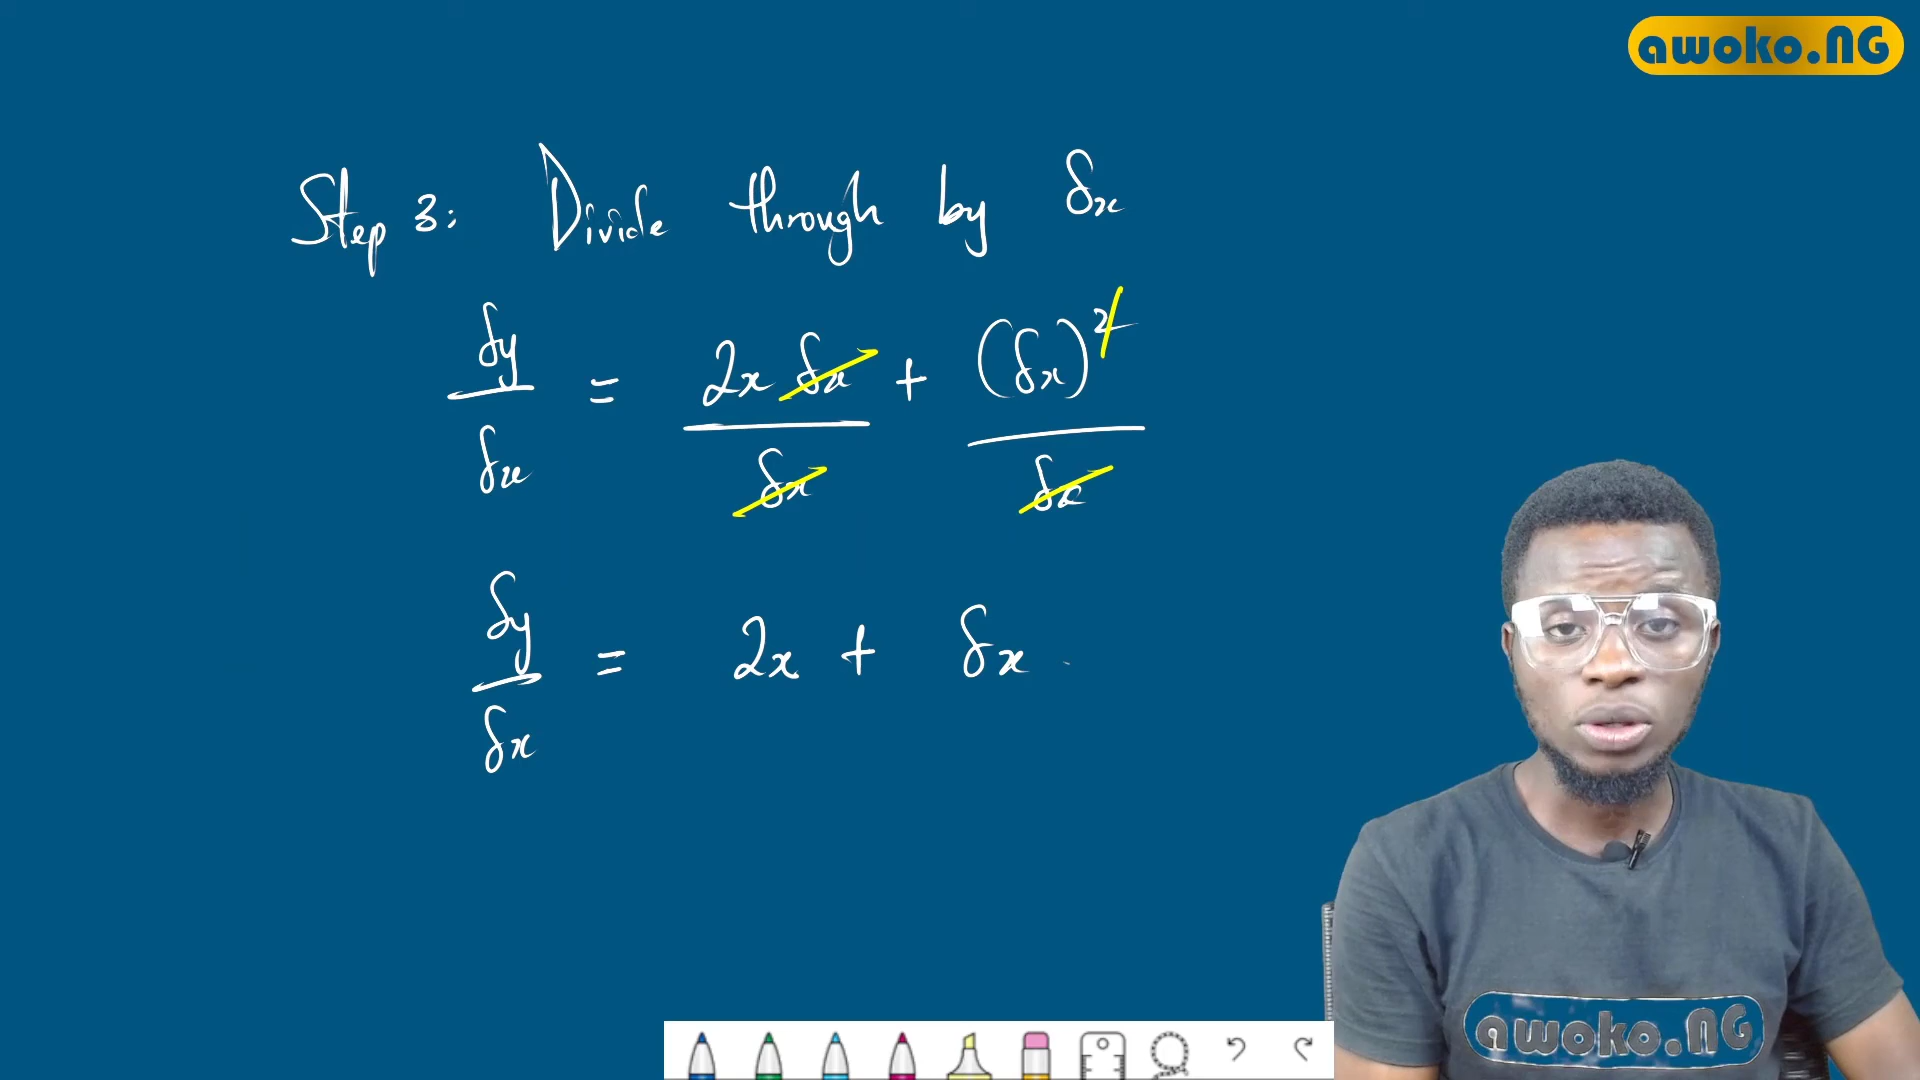 awoko.NG
Step 3: Divide through by δx
δy/δx = 2x δx/δx + (δx)²/δx
δy/δx = 2x + δx
awoko.NG